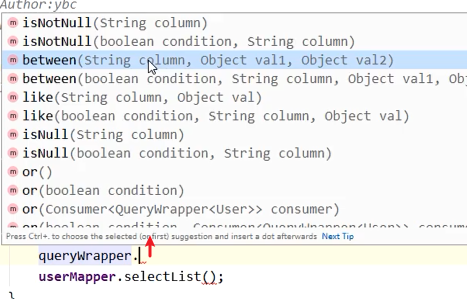 Author:ybc
isNotNull(String column)
isNotNull(boolean condition, String column)
between(String column, Object val1, Object val2)
between(boolean condition, String column, Object val1, Ob
like(String column, Object val)
like(boolean condition, String column, Object val)
isNull(String column)
isNull(boolean condition, String column)
or()
or(boolean condition)
or(Consumer<QueryWrapper<User>> consumer)
or(boolean condition, Consumer<QueryWrapper<User>> consume
Press Ctrl+. to choose the selected (or first) suggestion and insert a dot afterwards Next Tip
queryWrapper.
userMapper.selectList();
}